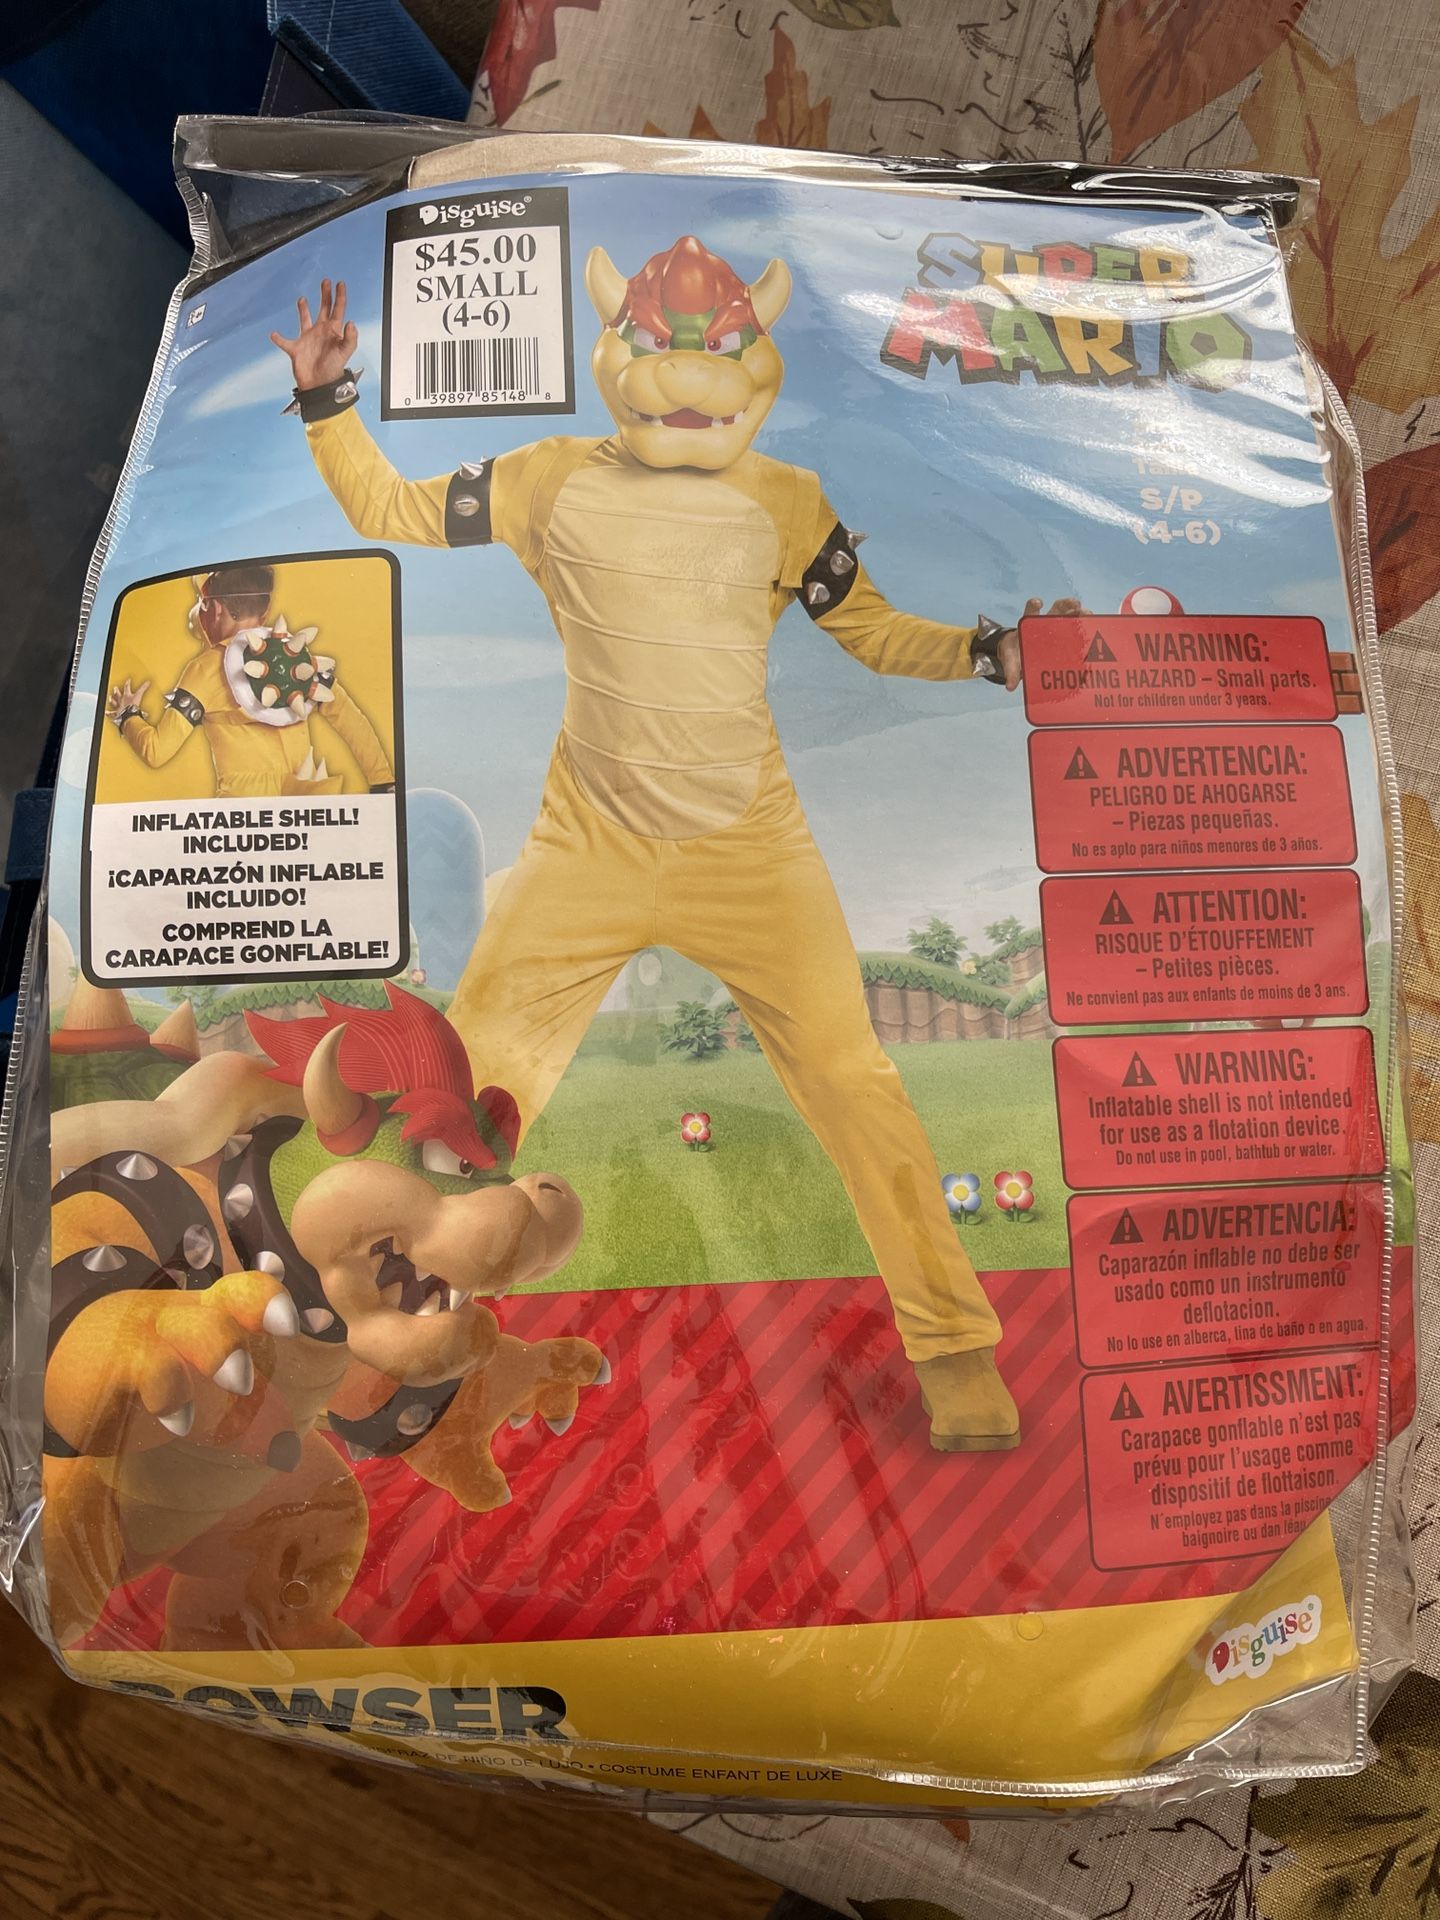 Disguise®
$45.00
SMALL
(4-6)
0 39897 85148 8
SUPER
MARIO
S/P
(4-6)
INFLATABLE SHELL!
INCLUDED!
¡CAPARAZÓN INFLABLE
INCLUIDO!
COMPREND LA
CARAPACE GONFLABLE!
WARNING:
CHOKING HAZARD – Small parts.
Not for children under 3 years.
ADVERTENCIA:
PELIGRO DE AHOGARSE
– Piezas pequeñas.
No es apto para niños menores de 3 años.
ATTENTION:
RISQUE D'ÉTOUFFEMENT
– Petites pièces.
Ne convient pas aux enfants de moins de 3 ans.
WARNING:
Inflatable shell is not intended
for use as a flotation device.
Do not use in pool, bathtub or water.
ADVERTENCIA:
Caparazón inflable no debe ser
usado como un instrumento
deflotacion.
No lo use en alberca, tina de baño o en agua.
AVERTISSMENT:
Carapace gonflable n'est pas
prévu pour l'usage comme
dispositif de flottaison.
N'employez pas dans la piscine
baignoire ou dan léau
Disguise®
BOWSER
DE NIÑO DE LUJO • COSTUME ENFANT DE LUXE